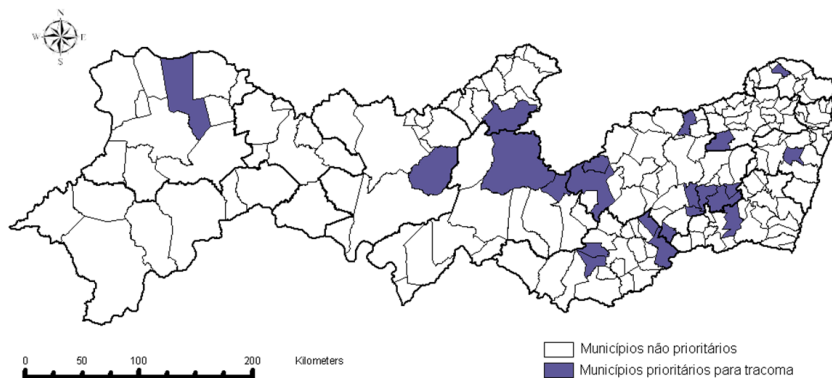 N
W E
S
0 50 100 200 Kilometers
Municípios não prioritários
Municípios prioritários para tracoma